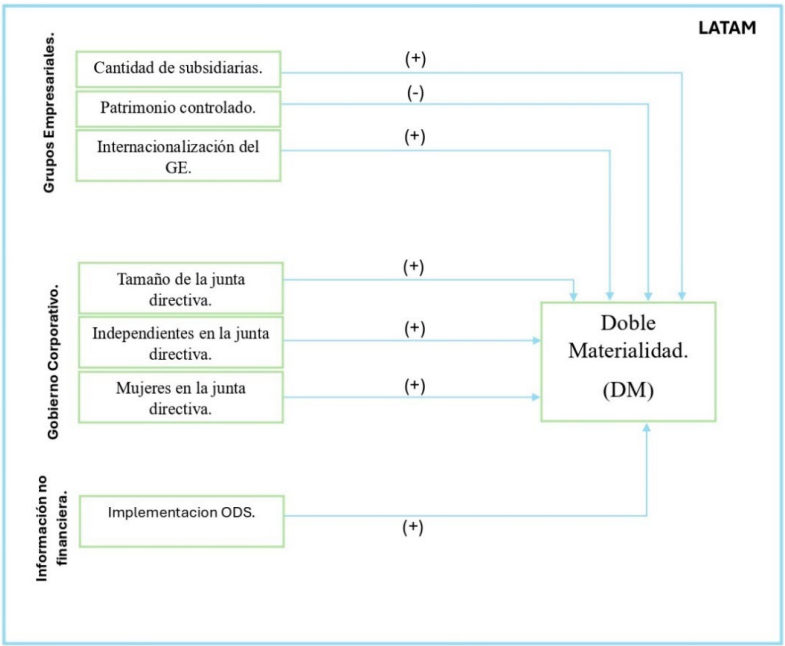 LATAM
Grupos Empresariales.
Cantidad de subsidiarias.
(+)
Patrimonio controlado.
(-)
Internacionalización del
GE.
(+)
Gobierno Corporativo.
Tamaño de la junta
directiva.
(+)
Independientes en la junta
directiva.
(+)
Mujeres en la junta
directiva.
(+)
Doble
Materialidad.
(DM)
Información no
financiera.
Implementacion ODS.
(+)